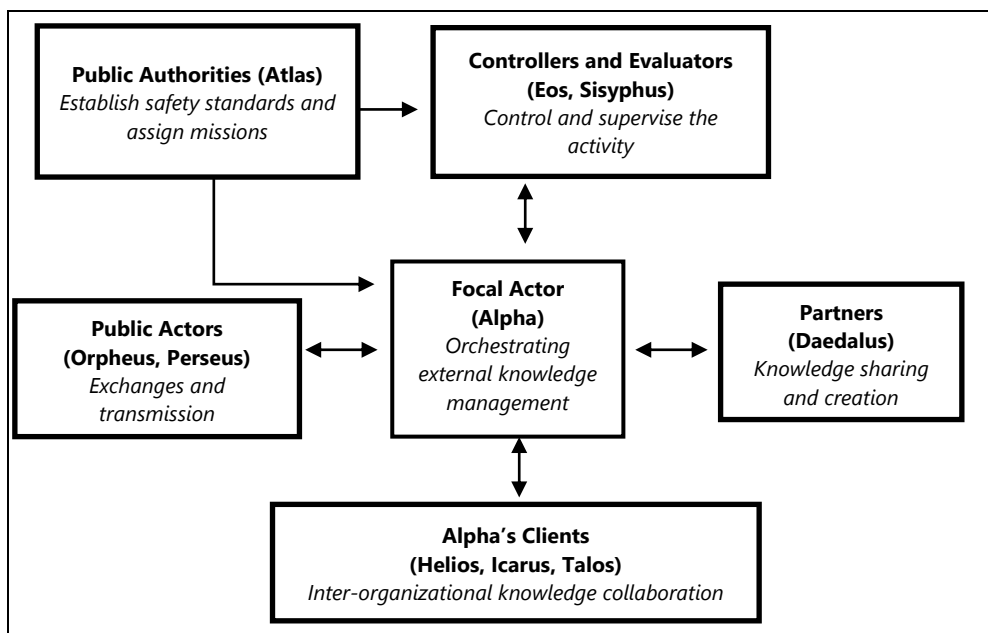 Public Authorities (Atlas)
Establish safety standards and
assign missions
Controllers and Evaluators
(Eos, Sisyphus)
Control and supervise the
activity
Public Actors
(Orpheus, Perseus)
Exchanges and
transmission
Focal Actor
(Alpha)
Orchestrating
external knowledge
management
Partners
(Daedalus)
Knowledge sharing
and creation
Alpha’s Clients
(Helios, Icarus, Talos)
Inter-organizational knowledge collaboration